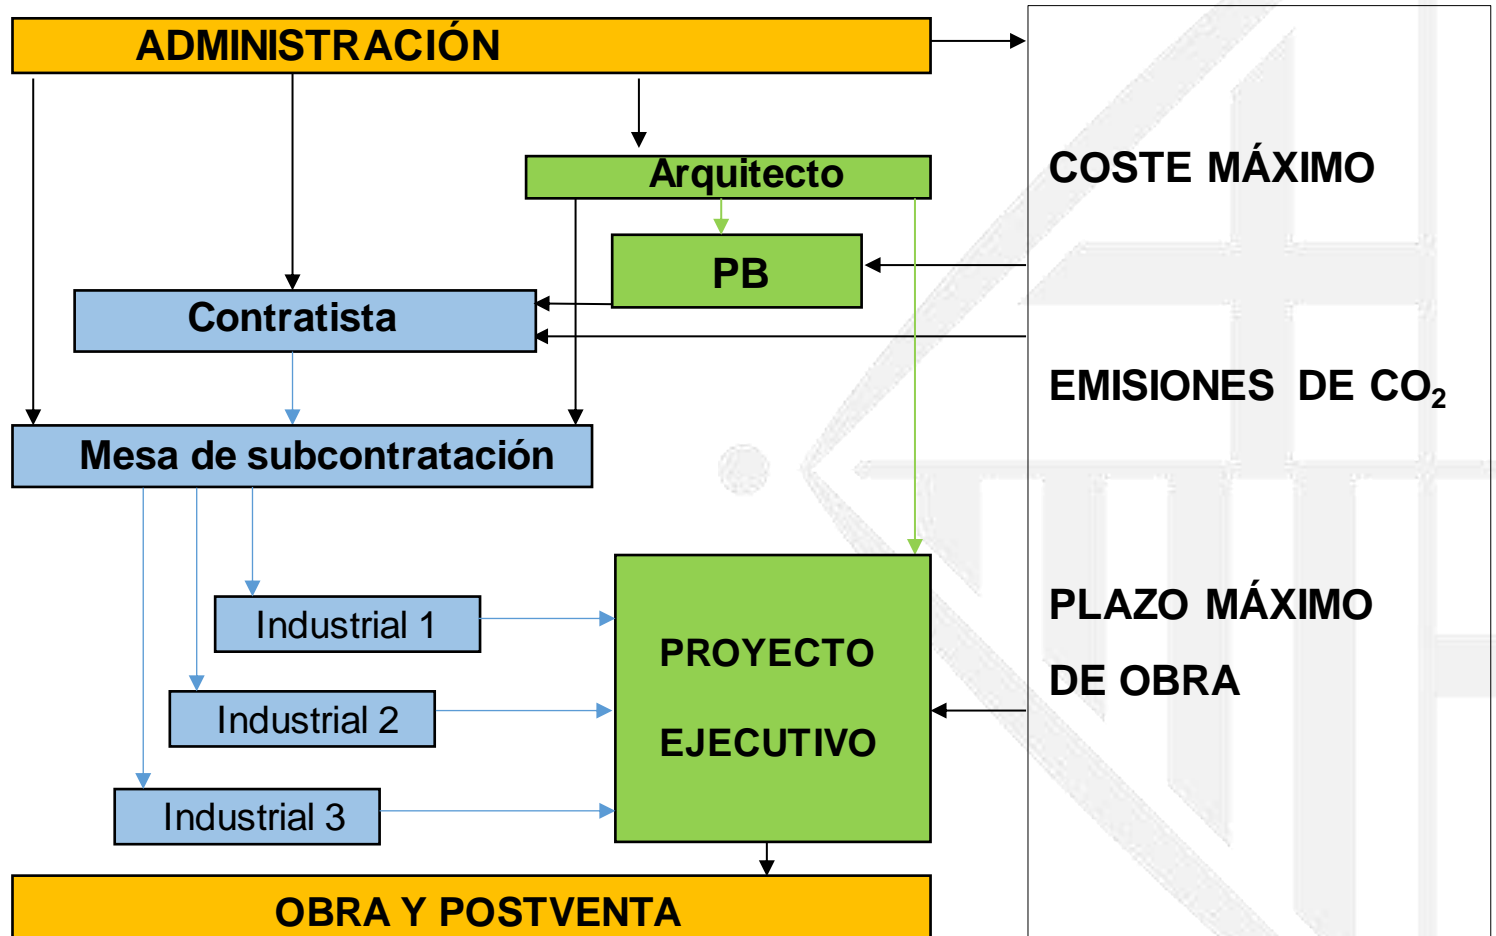 ADMINISTRACIÓN
Arquitecto
PB
Contratista
Mesa de subcontratación
Industrial 1
Industrial 2
Industrial 3
PROYECTO
EJECUTIVO
OBRA Y POSTVENTA
COSTE MÁXIMO
EMISIONES DE CO₂
PLAZO MÁXIMO
DE OBRA